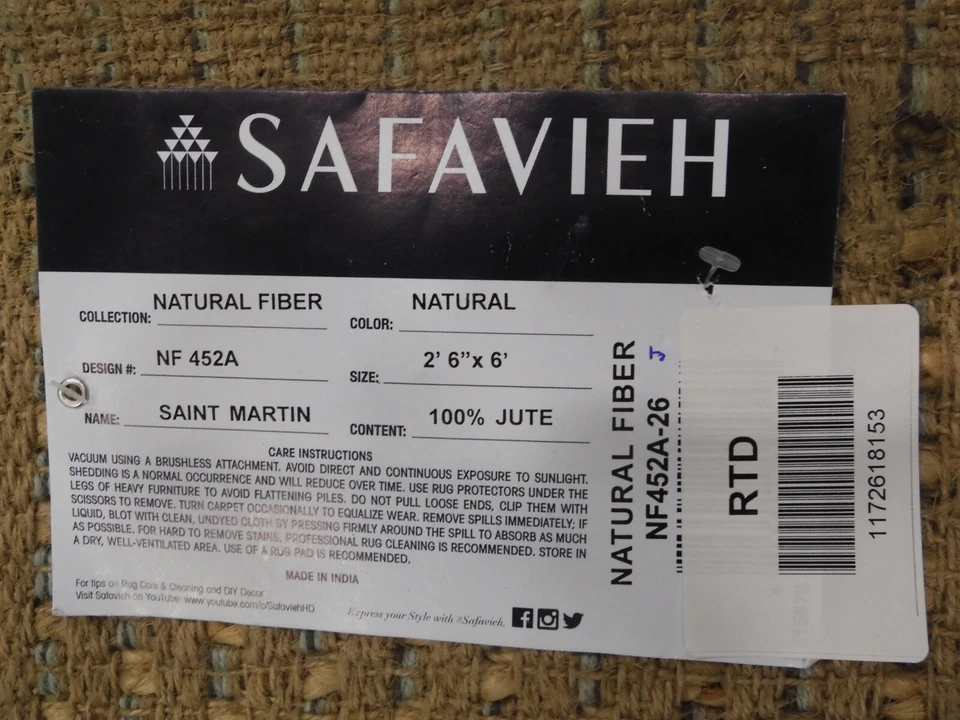 SAFAVIEH
COLLECTION: NATURAL FIBER
COLOR: NATURAL
DESIGN #: NF 452A
SIZE: 2' 6"x 6'
NAME: SAINT MARTIN
CONTENT: 100% JUTE
CARE INSTRUCTIONS
VACUUM USING A BRUSHLESS ATTACHMENT. AVOID DIRECT AND CONTINUOUS EXPOSURE TO SUNLIGHT.
SHEDDING IS A NORMAL OCCURRENCE AND WILL REDUCE OVER TIME. USE RUG PROTECTORS UNDER THE
LEGS OF HEAVY FURNITURE TO AVOID FLATTENING PILES. DO NOT PULL LOOSE ENDS, CLIP THEM WITH
SCISSORS TO REMOVE. TURN CARPET OCCASIONALLY TO EQUALIZE WEAR. REMOVE SPILLS IMMEDIATELY; IF
LIQUID, BLOT WITH CLEAN, UNDYED CLOTH BY PRESSING FIRMLY AROUND THE SPILL TO ABSORB AS MUCH
AS POSSIBLE. FOR HARD TO REMOVE STAINS, PROFESSIONAL RUG CLEANING IS RECOMMENDED. STORE IN
A DRY, WELL-VENTILATED AREA. USE OF A RUG PAD IS RECOMMENDED.
MADE IN INDIA
For tips on Rug Care & Cleaning and DIY Decor
Visit Safavieh on YouTube: www.youtube.com/c/SafaviehHD
Express your Style with @Safavieh.
NATURAL FIBER
NF452A-26 J
RTD
117261618153